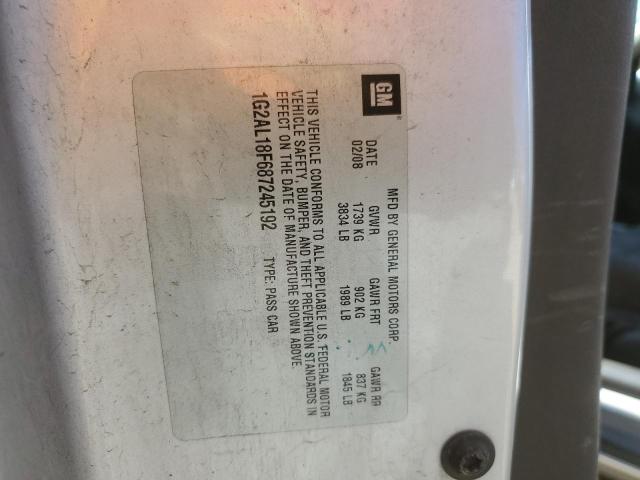 GM
MFD BY GENERAL MOTORS CORP.
DATE GVWR GAWR FRT GAWR RR
02/08 1739 KG 902 KG 837 KG
3834 LB 1989 LB 1845 LB
THIS VEHICLE CONFORMS TO ALL APPLICABLE U.S. FEDERAL MOTOR
VEHICLE SAFETY, BUMPER, AND THEFT PREVENTION STANDARDS IN
EFFECT ON THE DATE OF MANUFACTURE SHOWN ABOVE.
1G2AL18F687245192 TYPE: PASS CAR